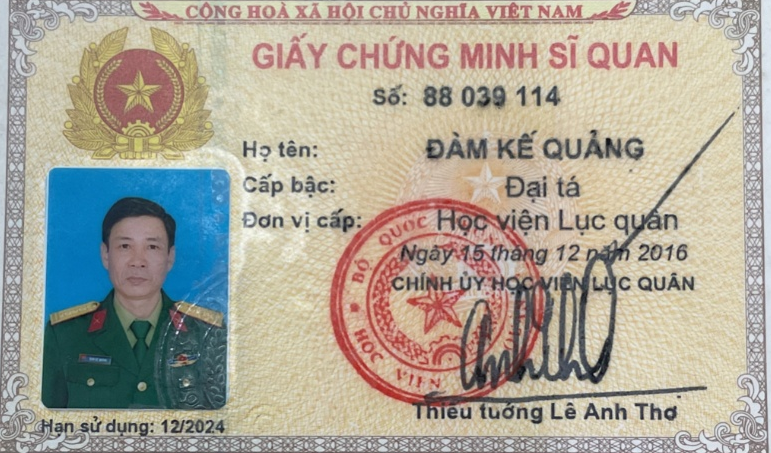 CỘNG HOÀ XÃ HỘI CHỦ NGHĨA VIỆT NAM
GIẤY CHỨNG MINH SĨ QUAN
Số: 88 039 114
Họ tên: ĐÀM KẾ QUẢNG
Cấp bậc: Đại tá
Đơn vị cấp: Học viện Lục quân
Ngày 15 tháng 12 năm 2016
CHÍNH ỦY HỌC VIỆN LỤC QUÂN
BỘ QUỐC
HỌC VIỆN
Thiếu tướng Lê Anh Thơ
Hạn sử dụng: 12/2024